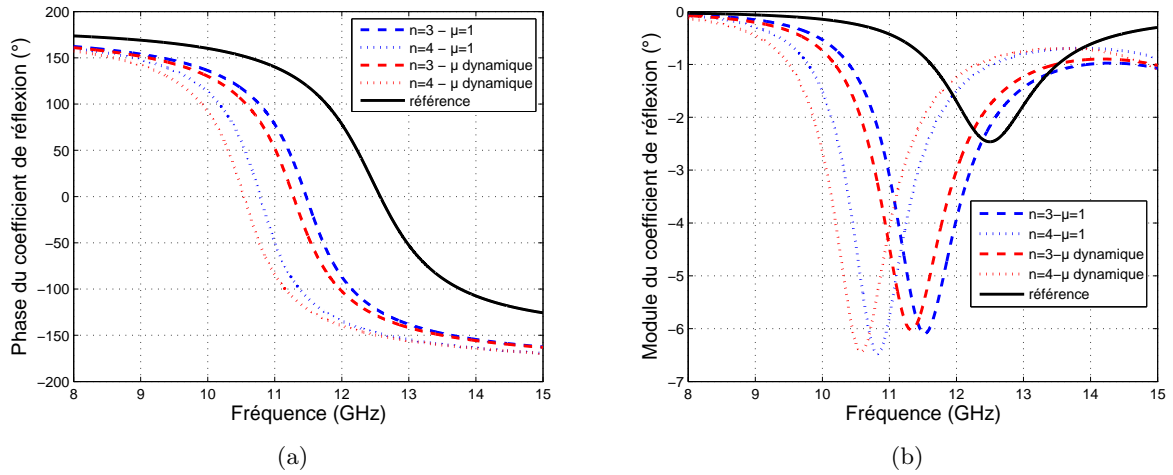 200
150
100
50
0
−50
−100
−150
−200
8 9 10 11 12 13 14 15
Phase du coefficient de réflexion (°)
Fréquence (GHz)
n=3 − μ=1
n=4 − μ=1
n=3 − μ dynamique
n=4 − μ dynamique
référence
(a)
0
−1
−2
−3
−4
−5
−6
−7
8 9 10 11 12 13 14 15
Module du coefficient de réflexion (°)
Fréquence (GHz)
n=3−μ=1
n=4−μ=1
n=3−μ dynamique
n=4−μ dynamique
référence
(b)